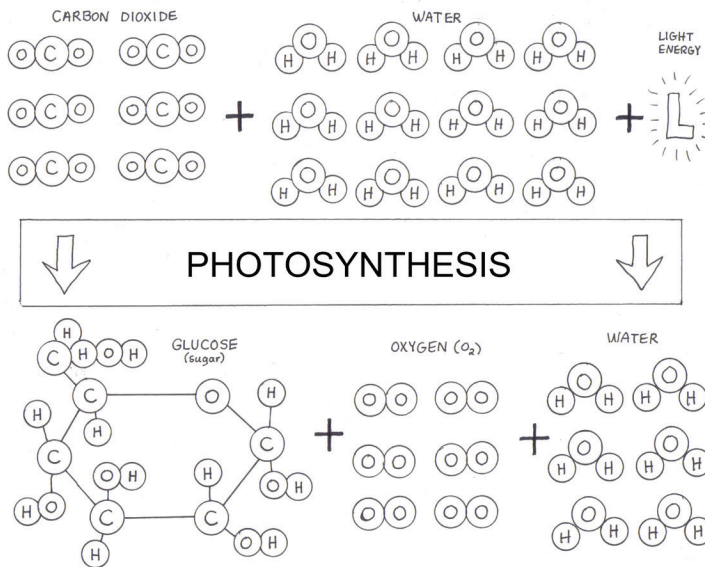 CARBON DIOXIDE
WATER
LIGHT
ENERGY
O C O O C O
O C O O C O
O C O O C O
+
O H H O H H O H H O H H
O H H O H H O H H O H H
O H H O H H O H H O H H
+
L
PHOTOSYNTHESIS
GLUCOSE
(sugar)
H
C H O H
C O
H
H
H
C
C
H O
O H
H
O H
C
C
H
O H
+
OXYGEN (O₂)
O O O O
O O O O
O O O O
+
WATER
O H H O H H
O H H O H H
O H H O H H